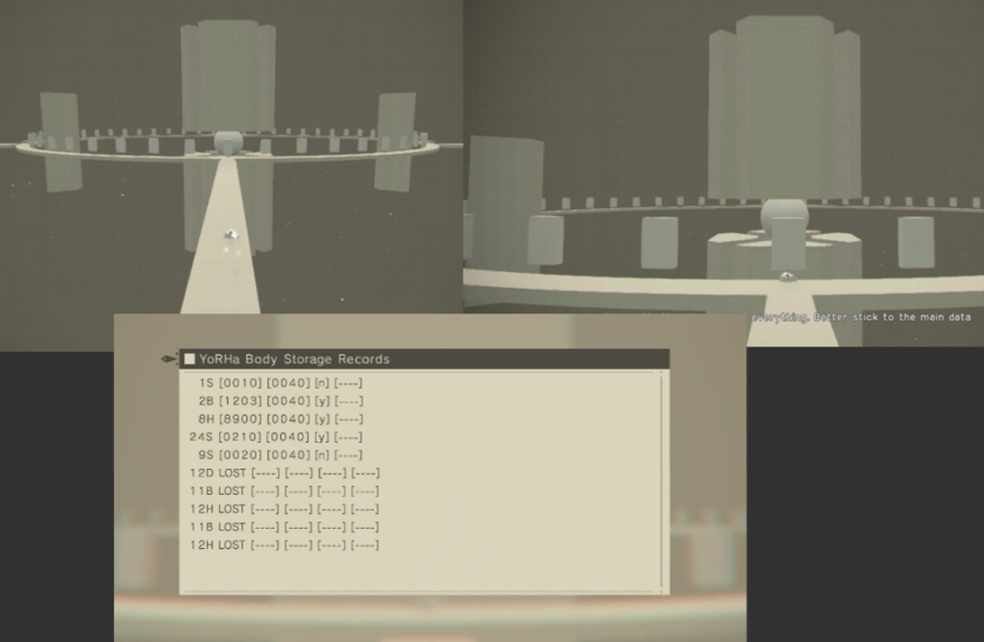 everything. Better stick to the main data
YoRHa Body Storage Records
1S [0010] [0040] [n] [----]
2B [1203] [0040] [y] [----]
8H [8900] [0040] [y] [----]
24S [0210] [0040] [y] [----]
9S [0020] [0040] [n] [----]
12D LOST [----] [----] [----] [----]
11B LOST [----] [----] [----] [----]
12H LOST [----] [----] [----] [----]
11B LOST [----] [----] [----] [----]
12H LOST [----] [----] [----] [----]